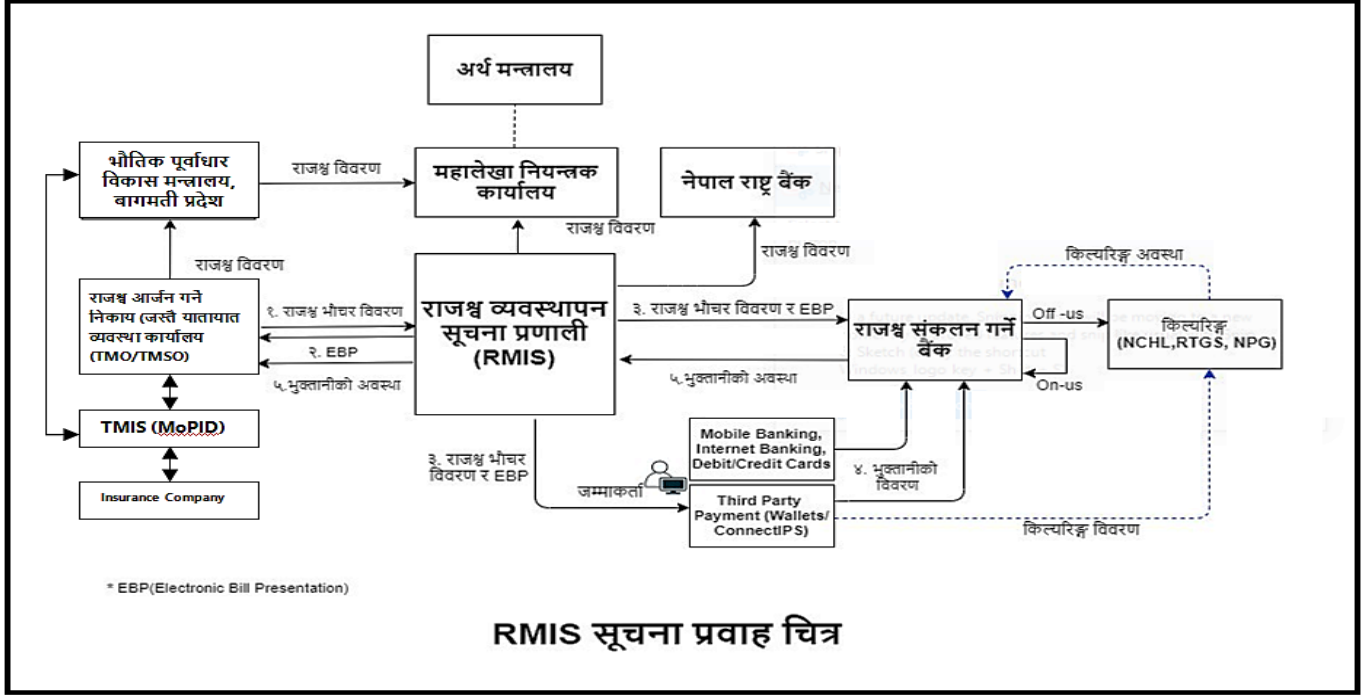 अर्थ मन्त्रालय
भौतिक पूर्वाधार
विकास मन्त्रालय,
बागमती प्रदेश
राजश्व विवरण
महालेखा नियन्त्रक
कार्यालय
नेपाल राष्ट्र बैंक
राजश्व विवरण
राजश्व विवरण
राजश्व विवरण
किल्यरिङ्ग अवस्था
राजश्व आर्जन गर्ने
निकाय (जस्तै यातायात
व्यवस्था कार्यालय
(TMO/TMSO)
१. राजश्व भौचर विवरण
२. EBP
५.भुक्तानीको अवस्था
राजश्व व्यवस्थापन
सूचना प्रणाली
(RMIS)
३. राजश्व भौचर विवरण र EBP
५.भुक्तानीको अवस्था
राजश्व संकलन गर्ने
बैंक
Off -us
On-us
किल्यरिङ्ग
(NCHL,RTGS, NPG)
TMIS (MoPID)
Insurance Company
३. राजश्व भौचर
विवरण र EBP
जम्माकर्ता
Mobile Banking,
Internet Banking,
Debit/Credit Cards
Third Party
Payment (Wallets/
ConnectIPS)
४. भुक्तानीको
विवरण
किल्यरिङ्ग विवरण
* EBP(Electronic Bill Presentation)
RMIS सूचना प्रवाह चित्र